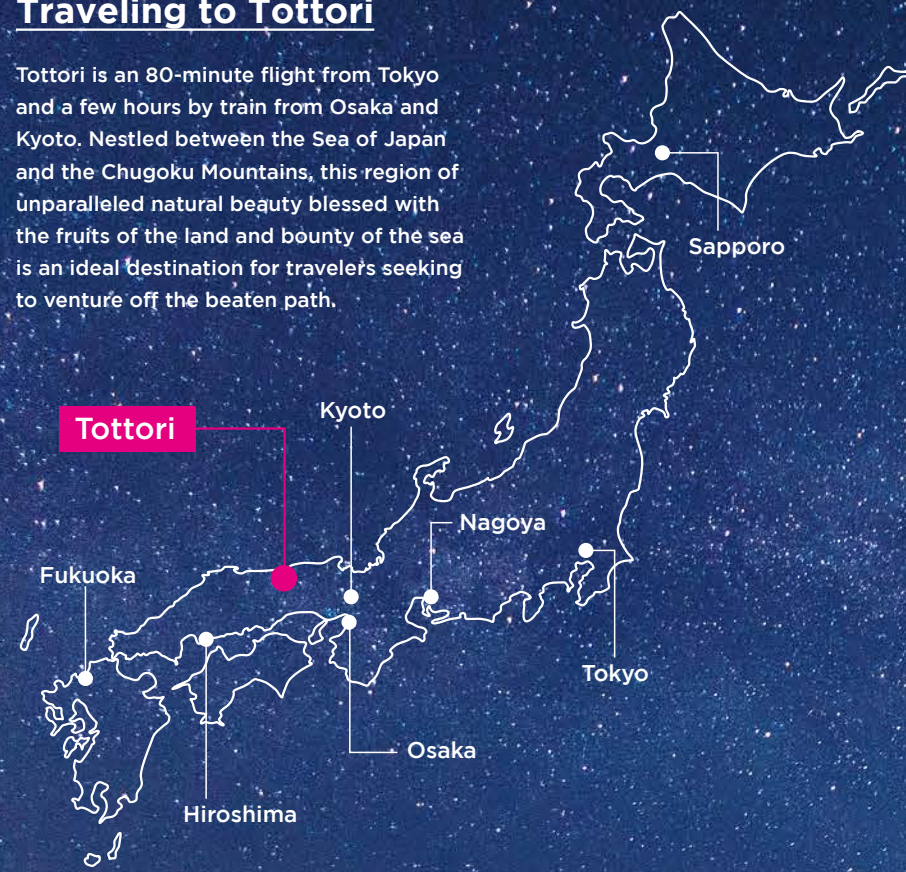 Traveling to Tottori
Tottori is an 80-minute flight from Tokyo
and a few hours by train from Osaka and
Kyoto. Nestled between the Sea of Japan
and the Chugoku Mountains, this region of
unparalleled natural beauty blessed with
the fruits of the land and bounty of the sea
is an ideal destination for travelers seeking
to venture off the beaten path.
Sapporo
Kyoto
Tottori
Nagoya
Fukuoka
Tokyo
Osaka
Hiroshima